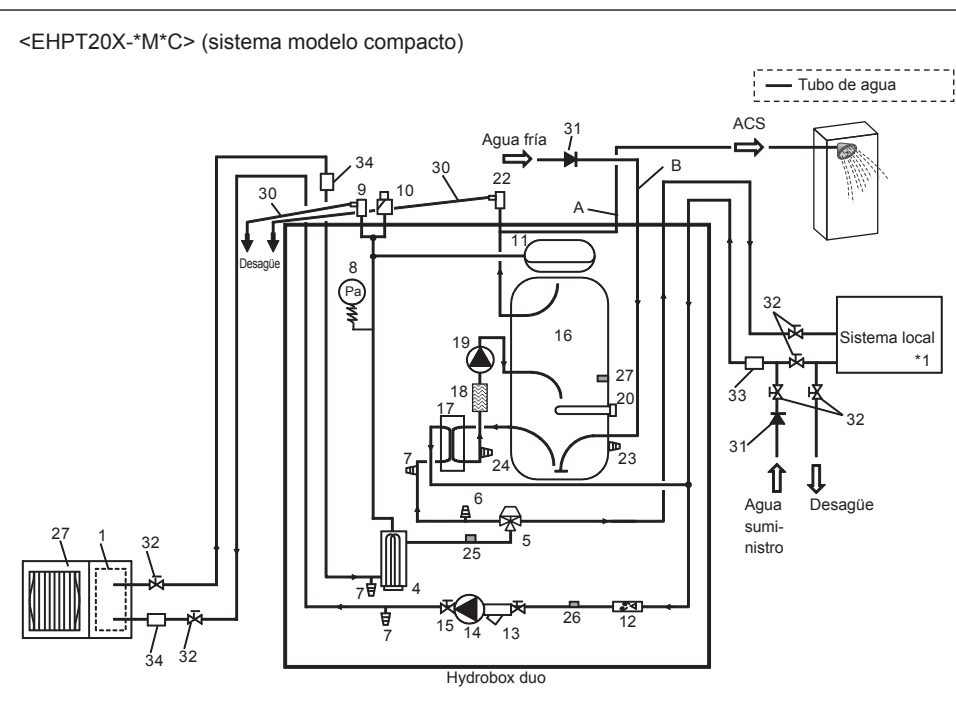 <EHPT20X-*M*C> (sistema modelo compacto)
Tubo de agua
ACS
Agua fría
31
B
34
30
9
10
30
22
A
Desagüe
11
8
Pa
16
32
Sistema local
*1
19
27
18
20
33
32
17
31
7
24
23
6
Agua
sumi-
nistro
Desagüe
5
25
27
1
32
7
4
7
15
14
13
26
12
34
32
Hydrobox duo